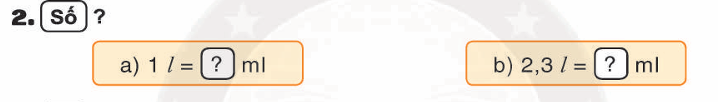 2. Số ?
a) 1 l = ? ml
b) 2,3 l = ? ml